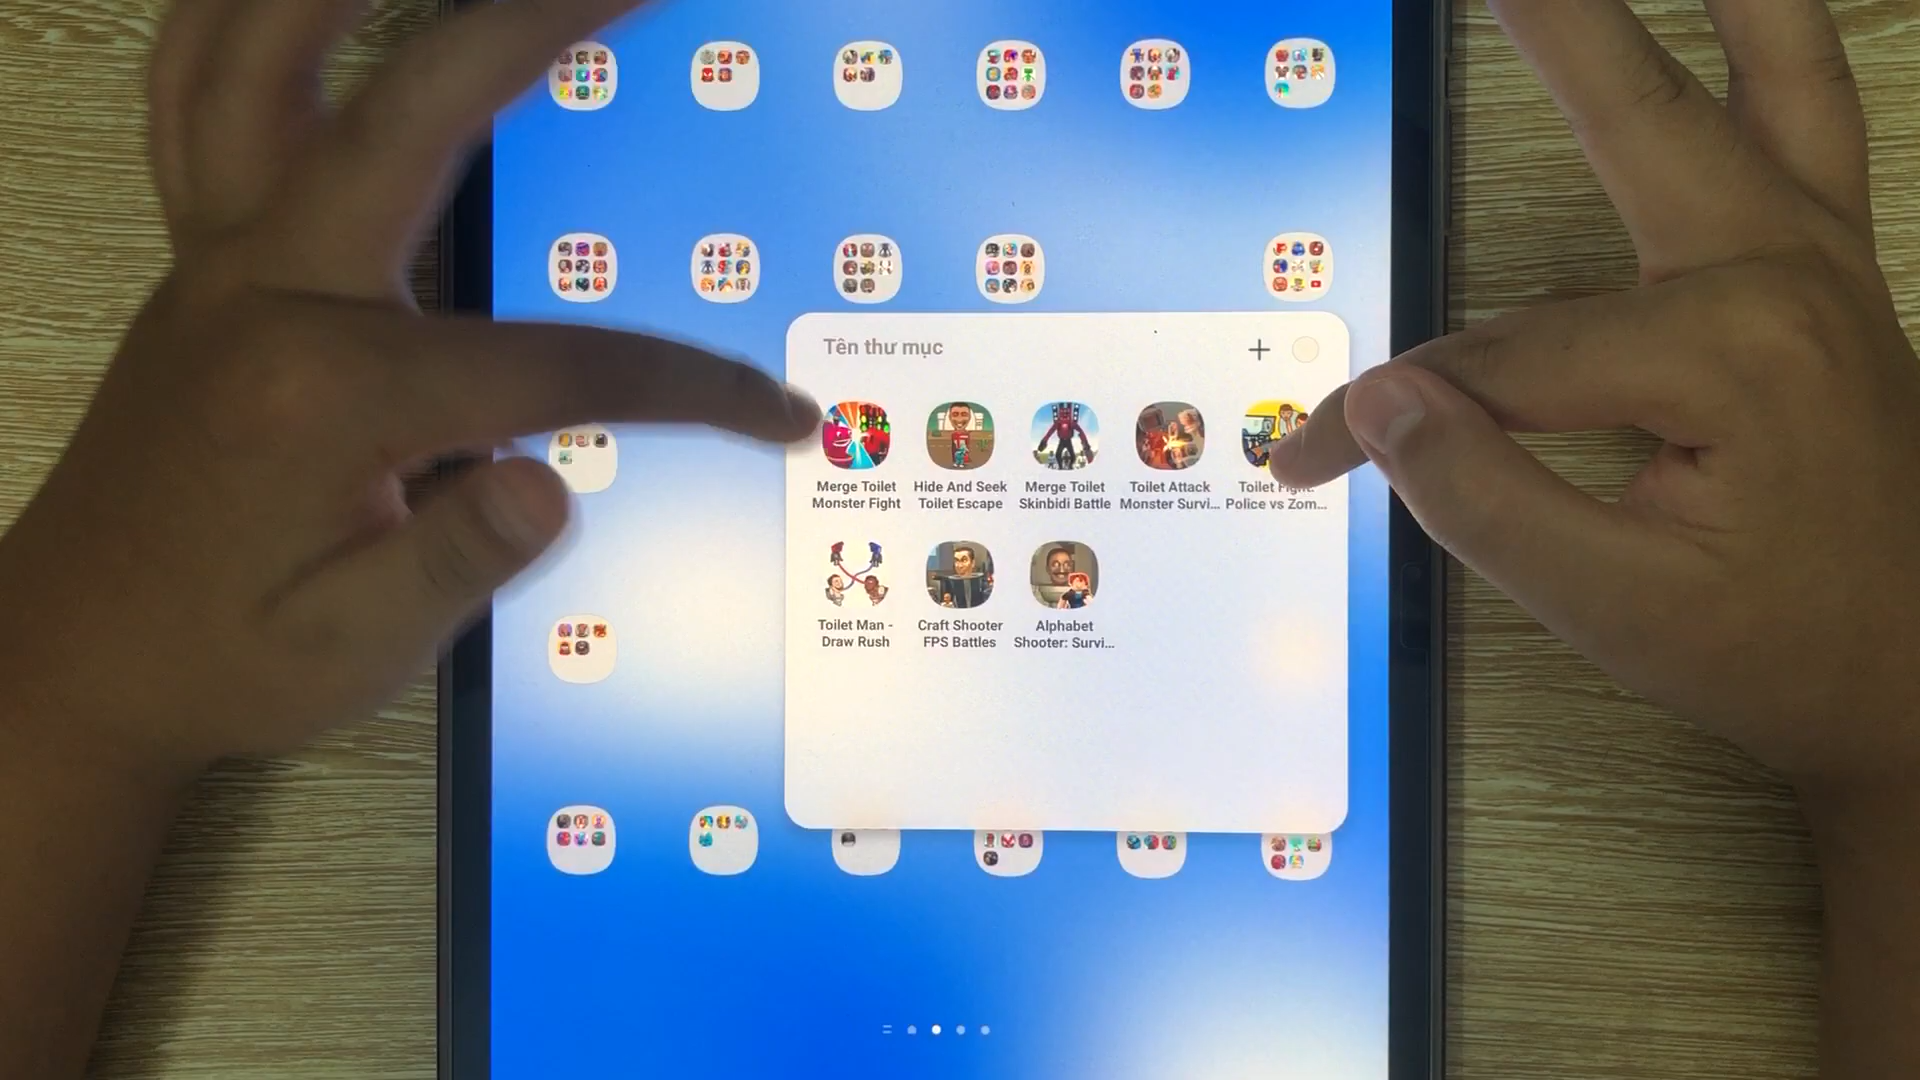 Tên thư mục
Merge Toilet
Monster Fight
Hide And Seek
Toilet Escape
Merge Toilet
Skinbidi Battle
Toilet Attack
Monster Survi...
Toilet Fight:
Police vs Zom...
Toilet Man -
Draw Rush
Craft Shooter
FPS Battles
Alphabet
Shooter: Survi...